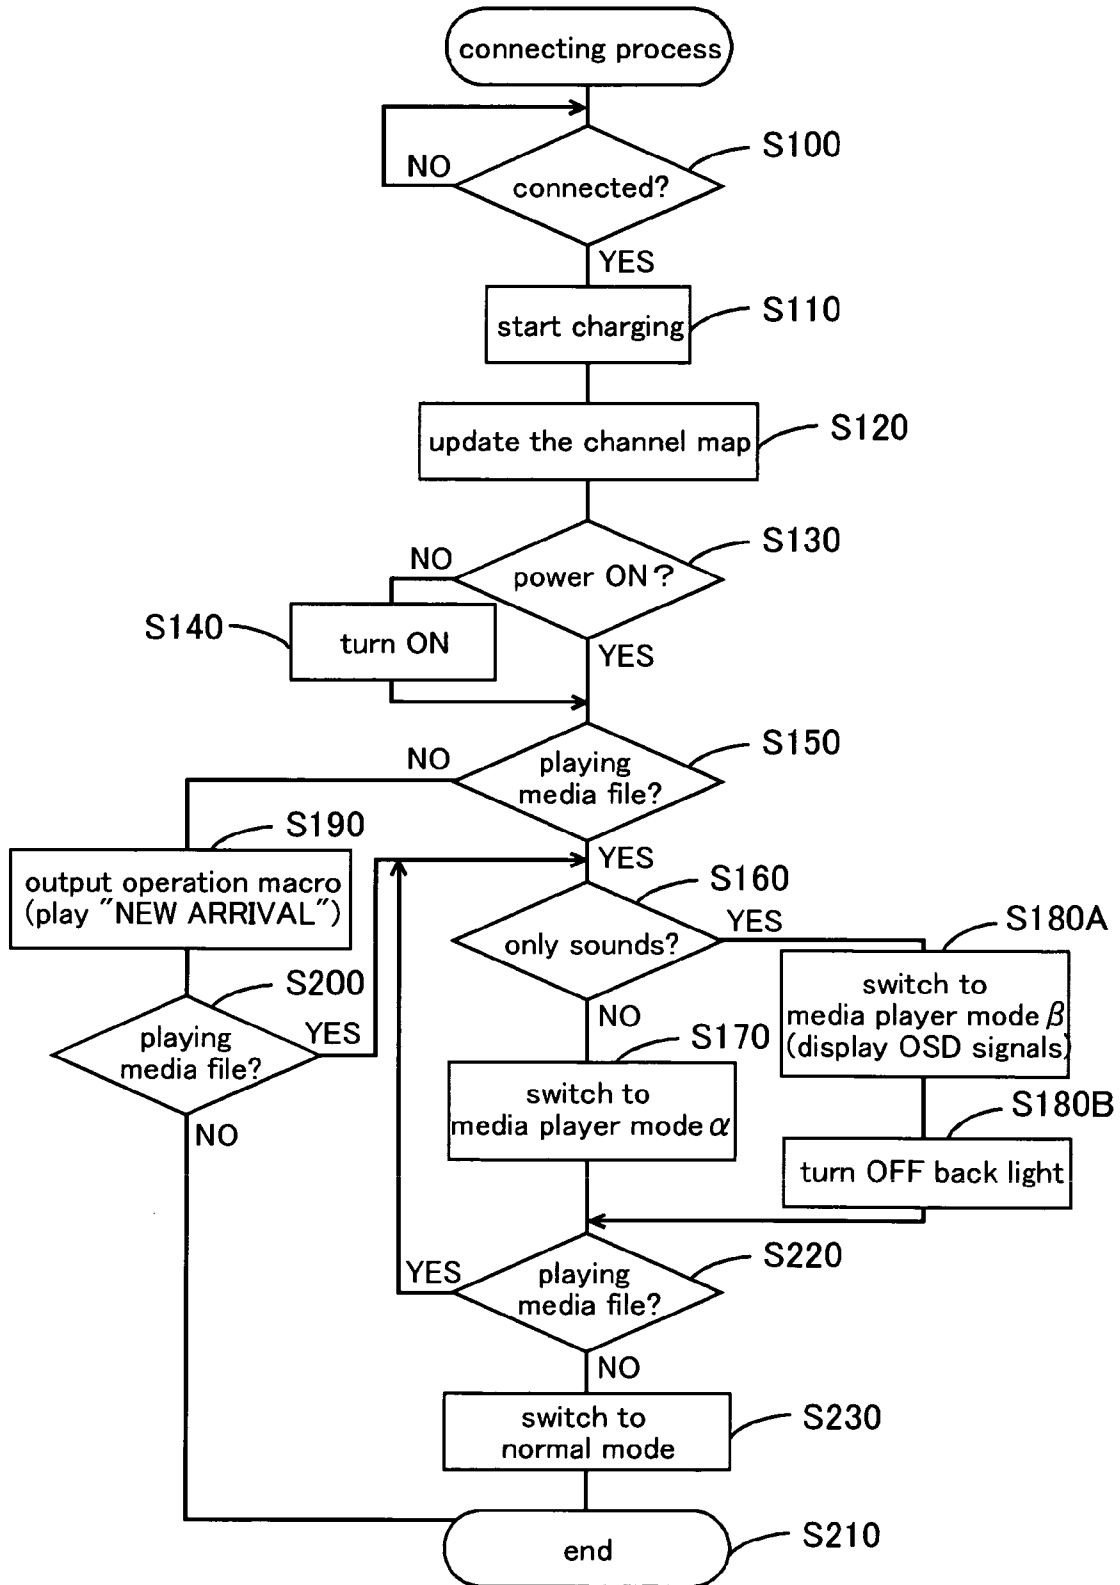 connecting process
S100
NO
connected?
YES
S110
start charging
S120
update the channel map
S130
NO
power ON?
S140
turn ON
YES
S150
NO
playing
media file?
S190
YES
output operation macro
(play "NEW ARRIVAL")
S160
only sounds?
YES
S180A
switch to
media player mode β
(display OSD signals)
S200
YES
playing
media file?
NO
NO
S170
switch to
media player mode α
S180B
turn OFF back light
S220
YES
playing
media file?
NO
S230
switch to
normal mode
S210
end